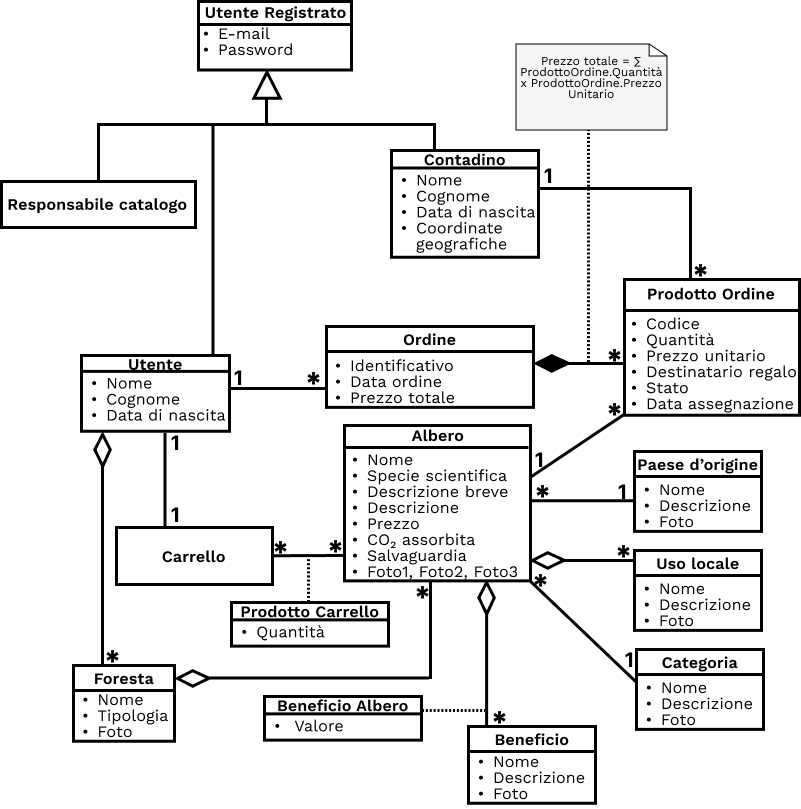 Utente Registrato
• E-mail
• Password
Prezzo totale = ∑
ProdottoOrdine.Quantità
x ProdottoOrdine.Prezzo
Unitario
Responsabile catalogo
Contadino
• Nome
• Cognome
• Data di nascita
• Coordinate
geografiche
1
*
Prodotto Ordine
• Codice
• Quantità
• Prezzo unitario
• Destinatario regalo
• Stato
• Data assegnazione
Ordine
• Identificativo
• Data ordine
• Prezzo totale
*
Utente
• Nome
• Cognome
• Data di nascita
1
*
1
1
*
1
Albero
• Nome
• Specie scientifica
• Descrizione breve
• Descrizione
• Prezzo
• CO₂ assorbita
• Salvaguardia
• Foto1, Foto2, Foto3
*
1
Paese d'origine
• Nome
• Descrizione
• Foto
Carrello
*
*
*
Uso locale
• Nome
• Descrizione
• Foto
Prodotto Carrello
• Quantità
*
*
1
Categoria
• Nome
• Descrizione
• Foto
*
Foresta
• Nome
• Tipologia
• Foto
Beneficio Albero
• Valore
*
Beneficio
• Nome
• Descrizione
• Foto